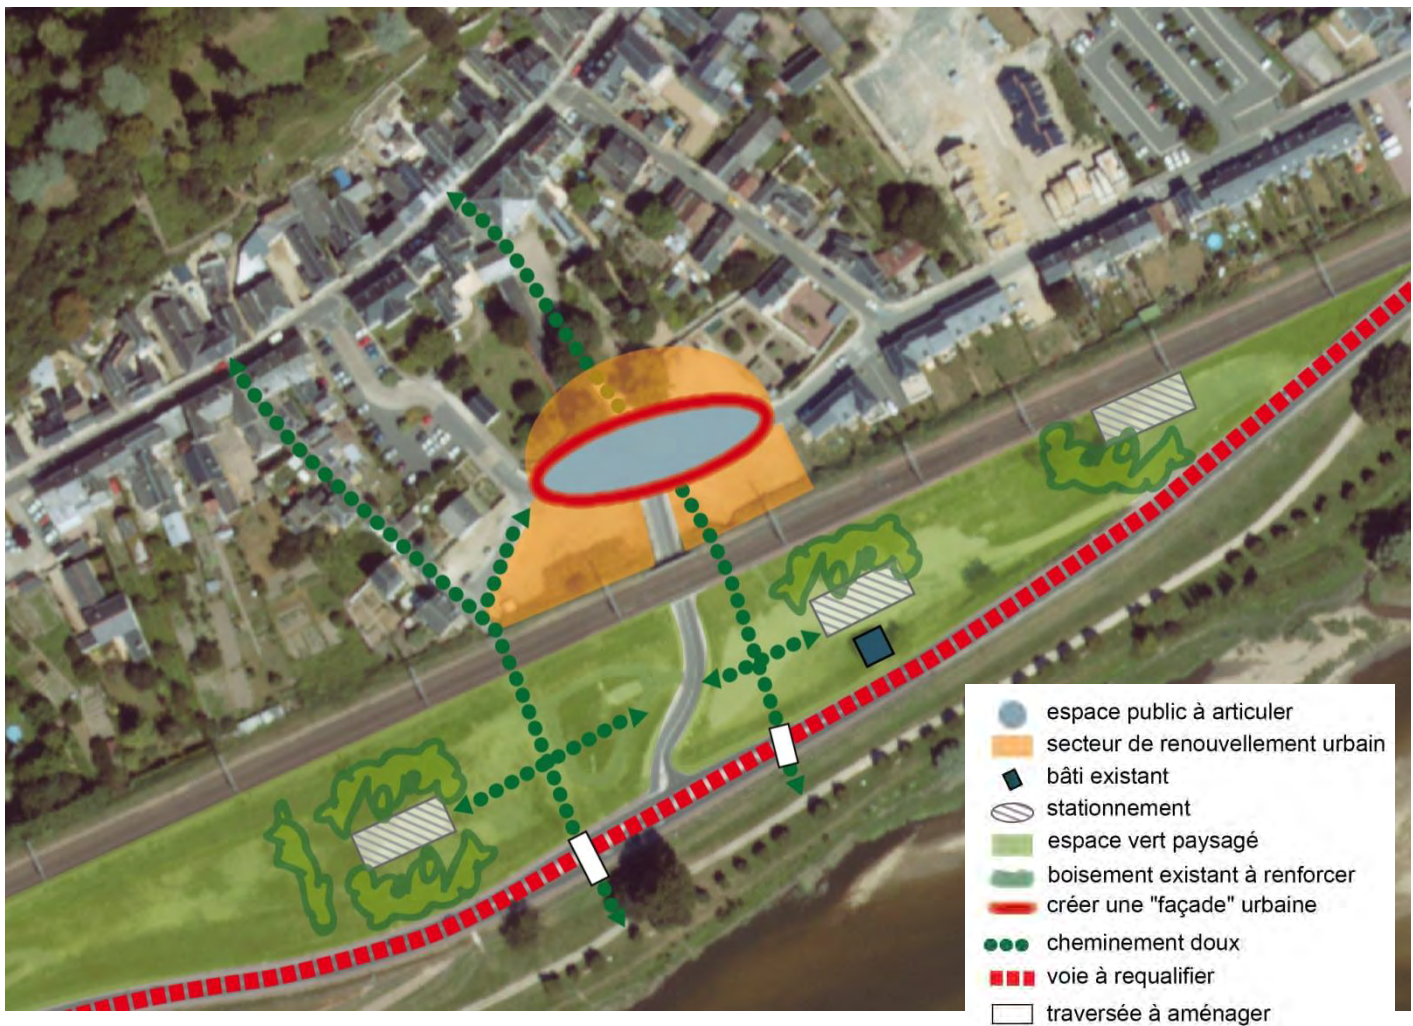 espace public à articuler
secteur de renouvellement urbain
bâti existant
stationnement
espace vert paysagé
boisement existant à renforcer
créer une "façade" urbaine
cheminement doux
voie à requalifier
traversée à aménager